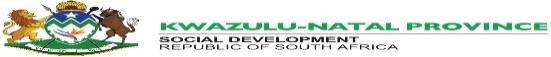 KWAZULU-NATAL PROVINCE
SOCIAL DEVELOPMENT
REPUBLIC OF SOUTH AFRICA